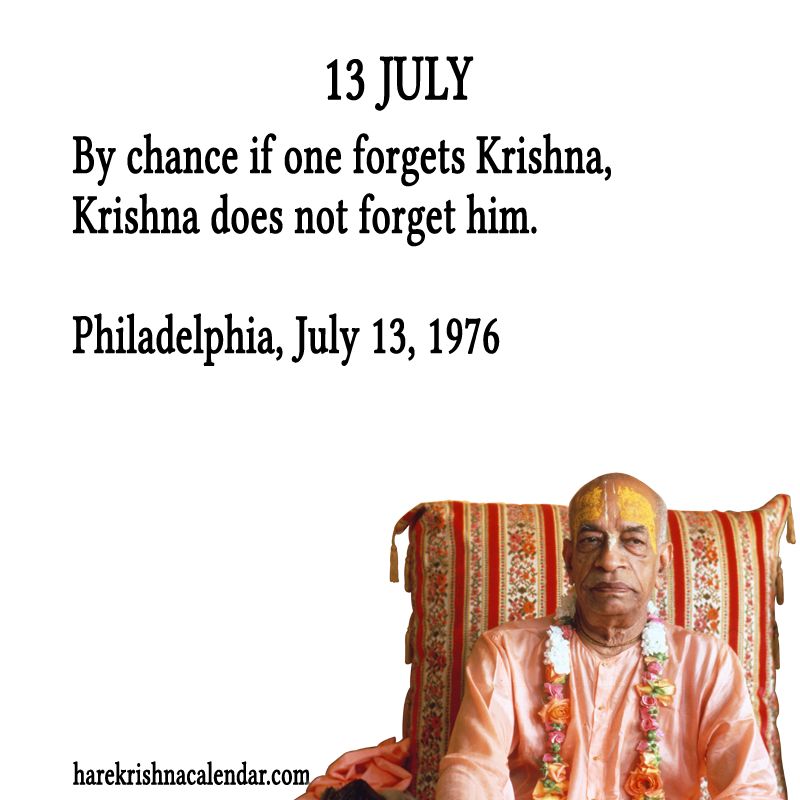 13 JULY
By chance if one forgets Krishna,
Krishna does not forget him.
Philadelphia, July 13, 1976
harekrishnacalendar.com